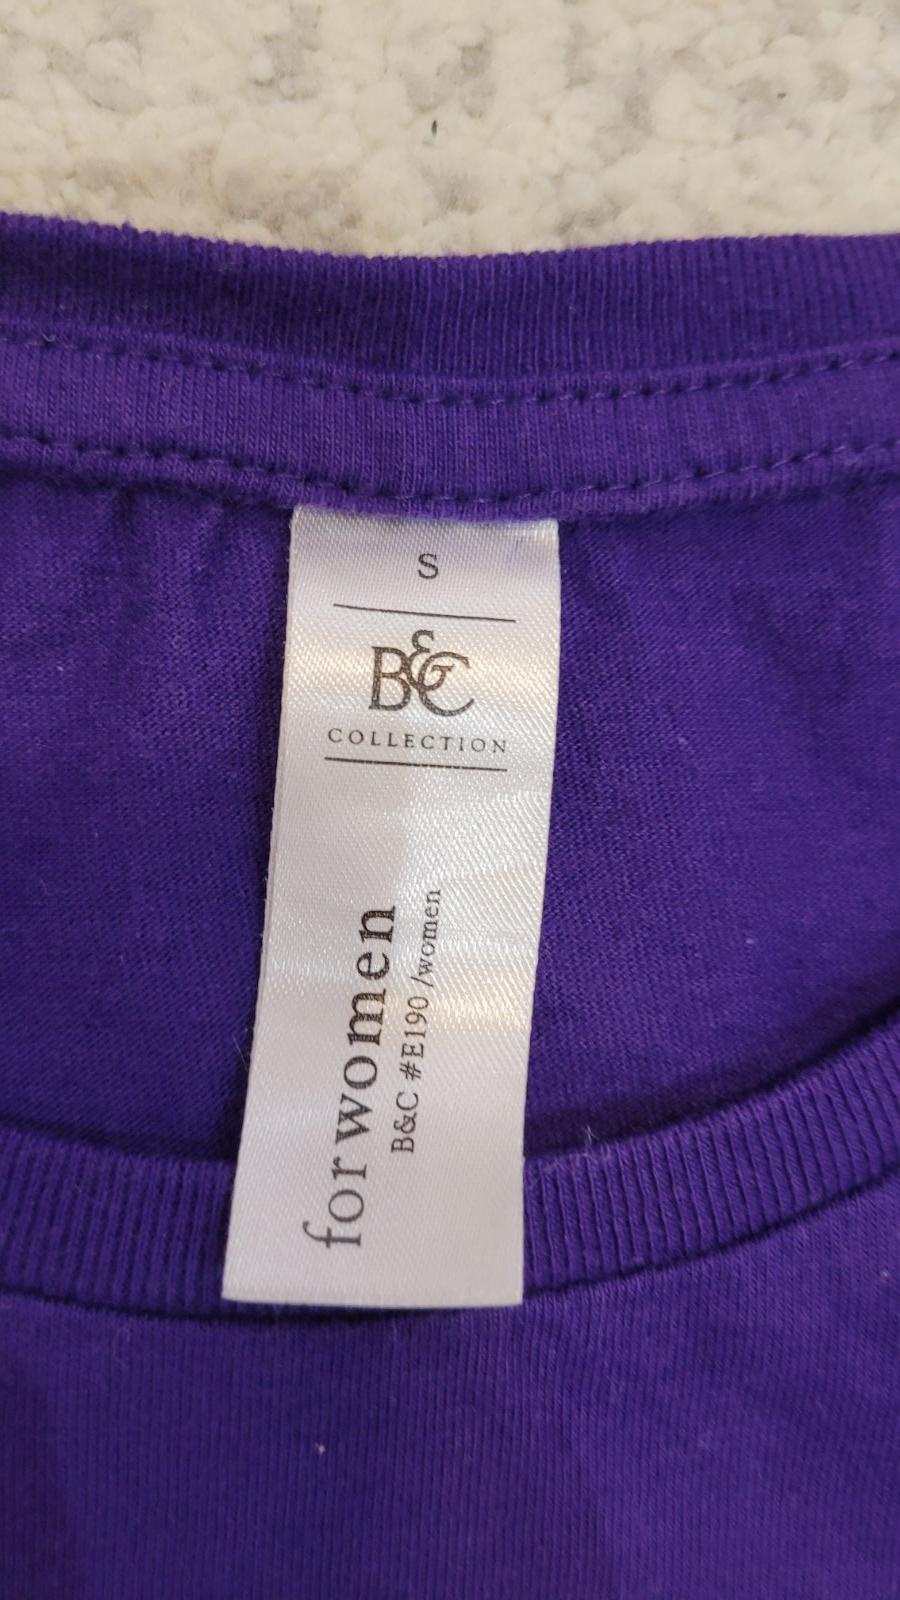 S
B&C
COLLECTION
for women
B&C #E190 /women